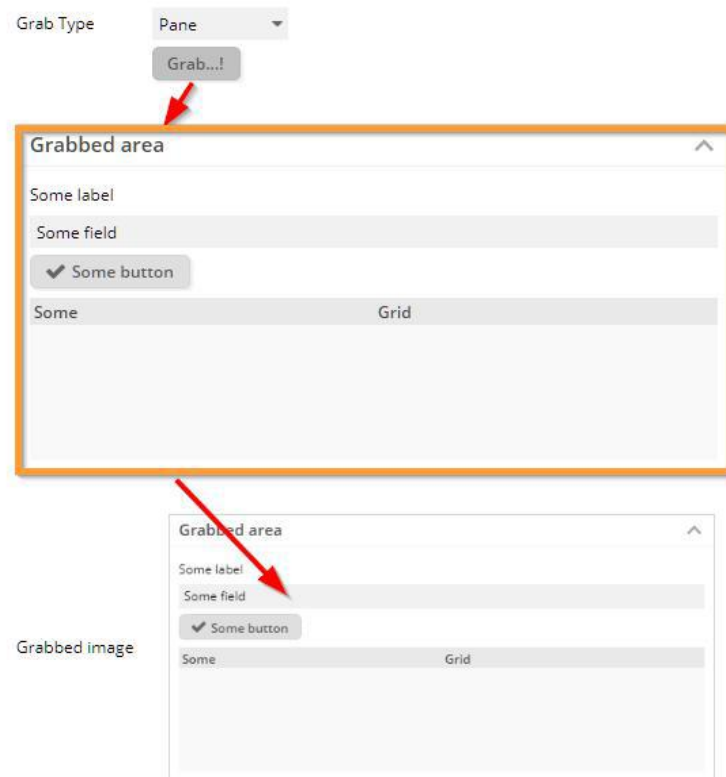 Grab Type Pane
Grab...!
Grabbed area
Some label
Some field
Some button
Some Grid
Grabbed area
Some label
Some field
Some button
Grabbed image
Some Grid